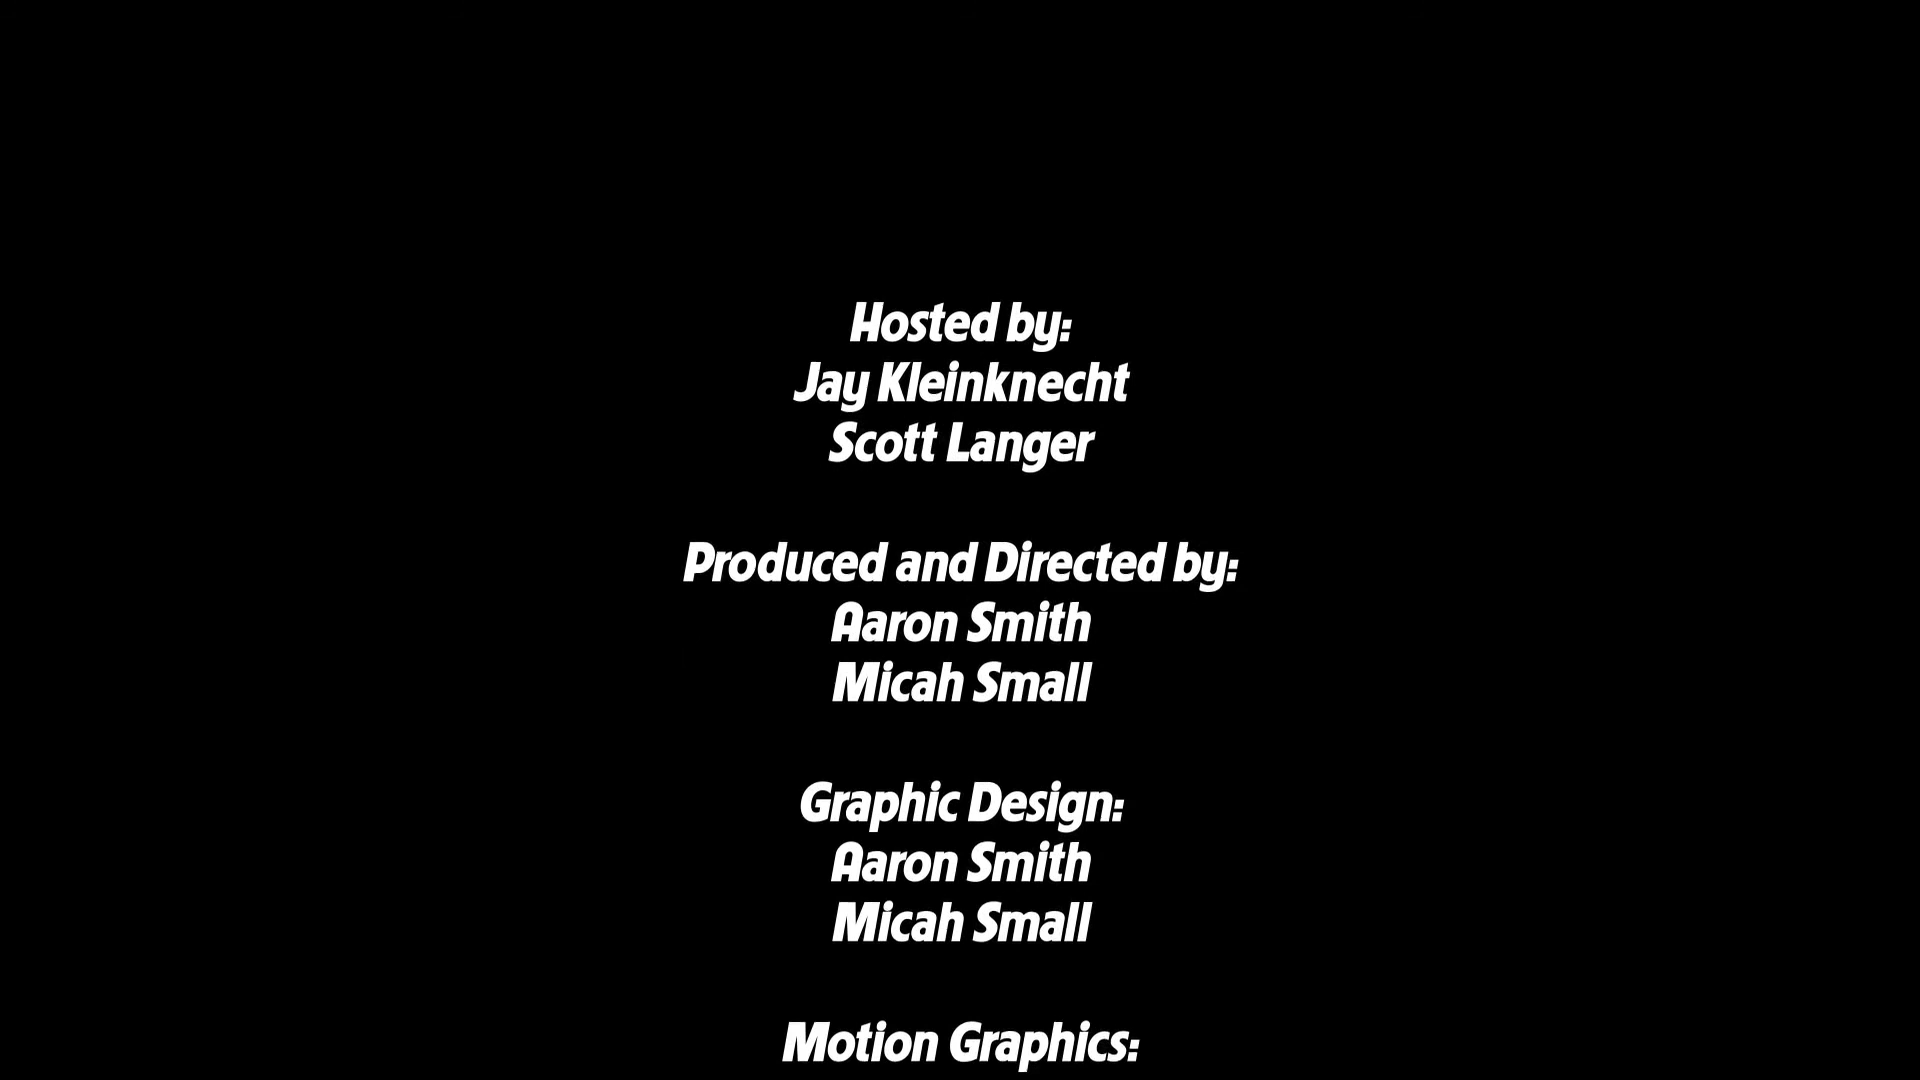 Hosted by:
Jay Kleinknecht
Scott Langer
Produced and Directed by:
Aaron Smith
Micah Small
Graphic Design:
Aaron Smith
Micah Small
Motion Graphics: